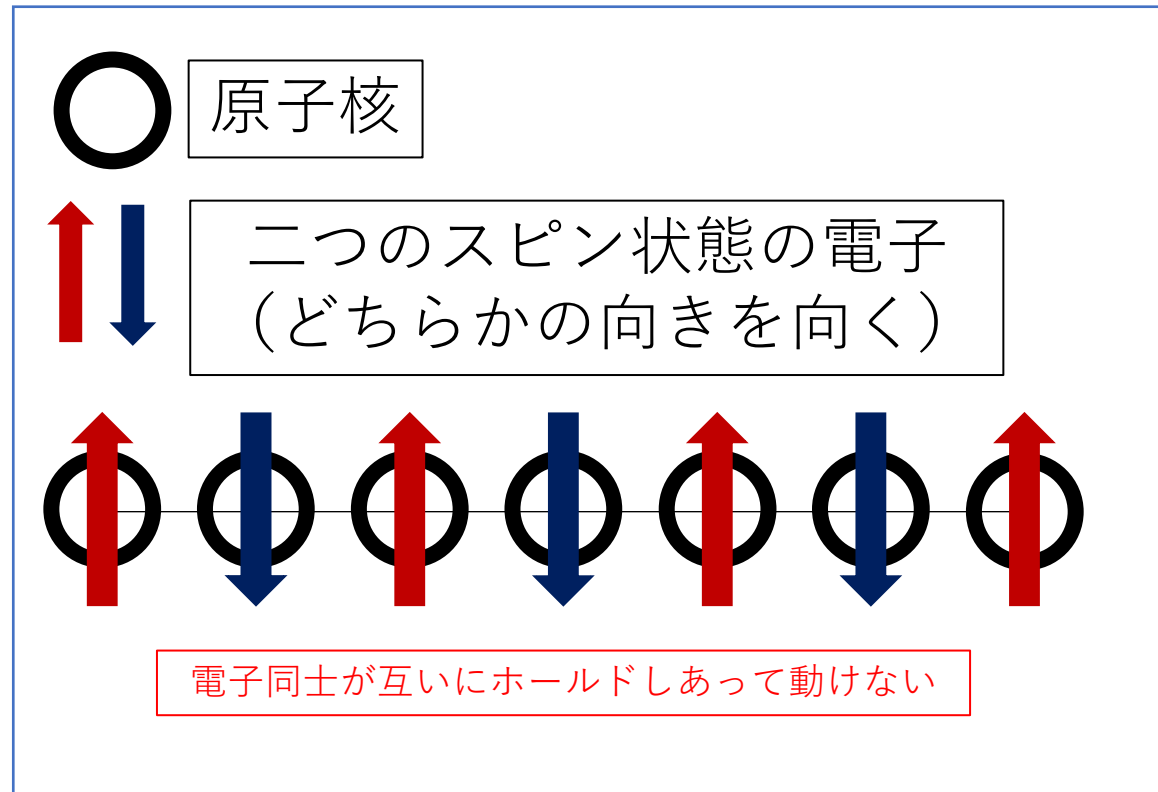 原子核
二つのスピン状態の電子
（どちらかの向きを向く）
電子同士が互いにホールドしあって動けない